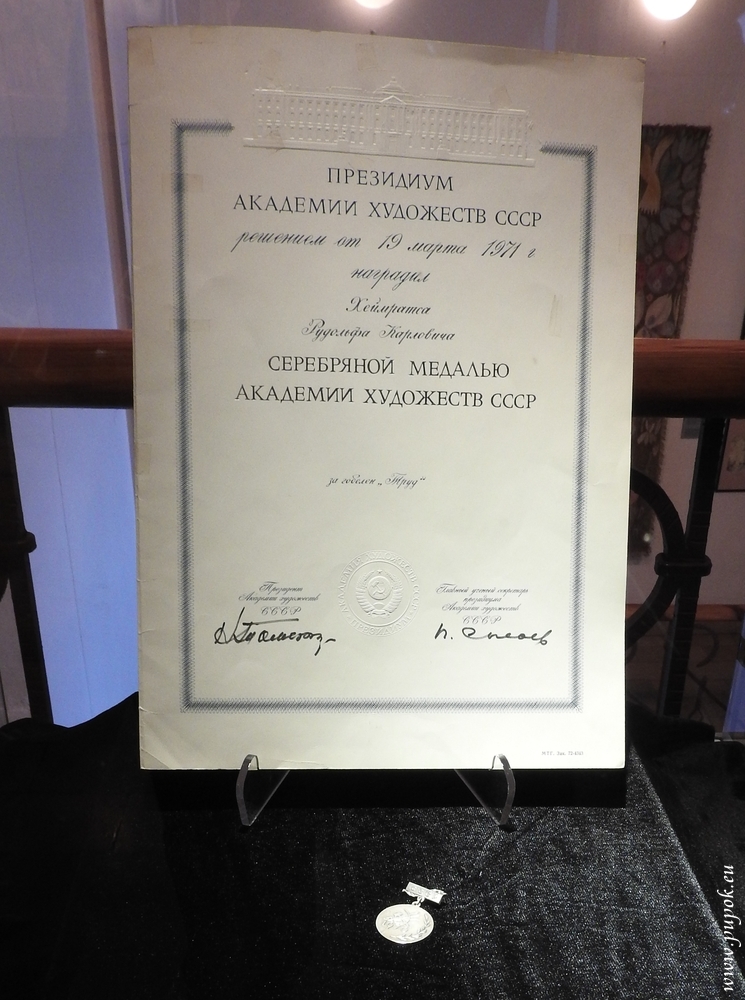 ПРЕЗИДИУМ
АКАДЕМИИ ХУДОЖЕСТВ СССР
решением от 19 марта 1971 г
наградил
Хеймратса
Рудольфа Карловича
СЕРЕБРЯНОЙ МЕДАЛЬЮ
АКАДЕМИИ ХУДОЖЕСТВ СССР
за гобелен „Труд“
Президент
Академии художеств
СССР
Главный ученый секретарь
президиума
Академии художеств
СССР
www.pupok.eu